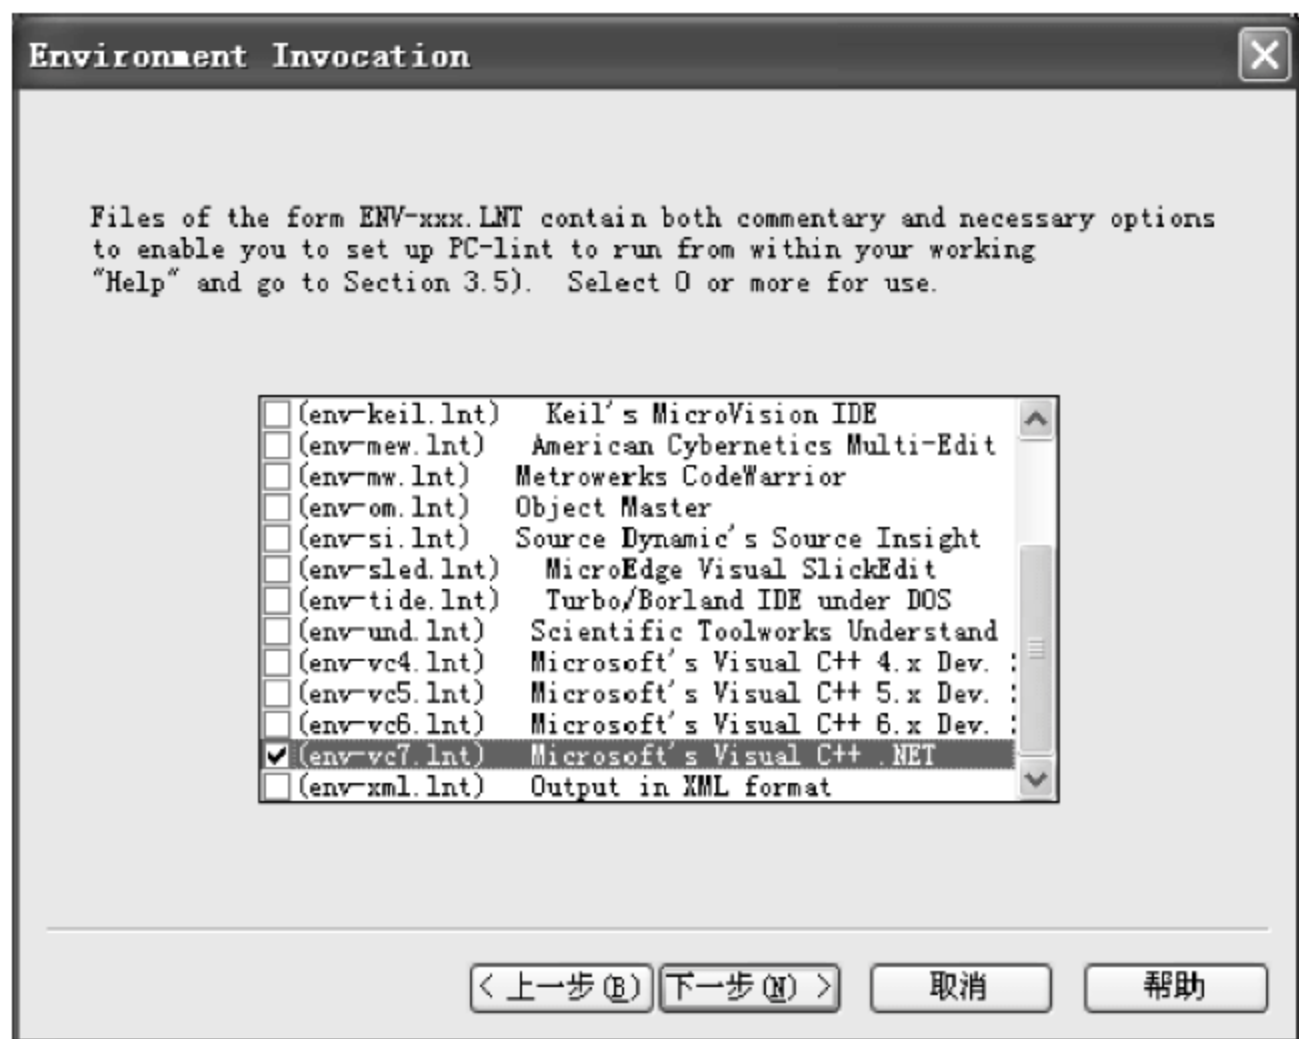 Environment Invocation
Files of the form ENV-xxx.LNT contain both commentary and necessary options
to enable you to set up PC-lint to run from within your working
"Help" and go to Section 3.5).  Select 0 or more for use.
(env-keil.lnt)   Keil's MicroVision IDE
(env-mew.lnt)   American Cybernetics Multi-Edit
(env-mw.lnt)   Metrowerks CodeWarrior
(env-om.lnt)   Object Master
(env-si.lnt)   Source Dynamic's Source Insight
(env-sled.lnt)   MicroEdge Visual SlickEdit
(env-tide.lnt)   Turbo/Borland IDE under DOS
(env-und.lnt)   Scientific Toolworks Understand
(env-vc4.lnt)   Microsoft's Visual C++ 4.x Dev.
(env-vc5.lnt)   Microsoft's Visual C++ 5.x Dev.
(env-vc6.lnt)   Microsoft's Visual C++ 6.x Dev.
(env-vc7.lnt)   Microsoft's Visual C++ .NET
(env-xml.lnt)   Output in XML format
< 上一步(B) 下一步(N) > 取消 帮助